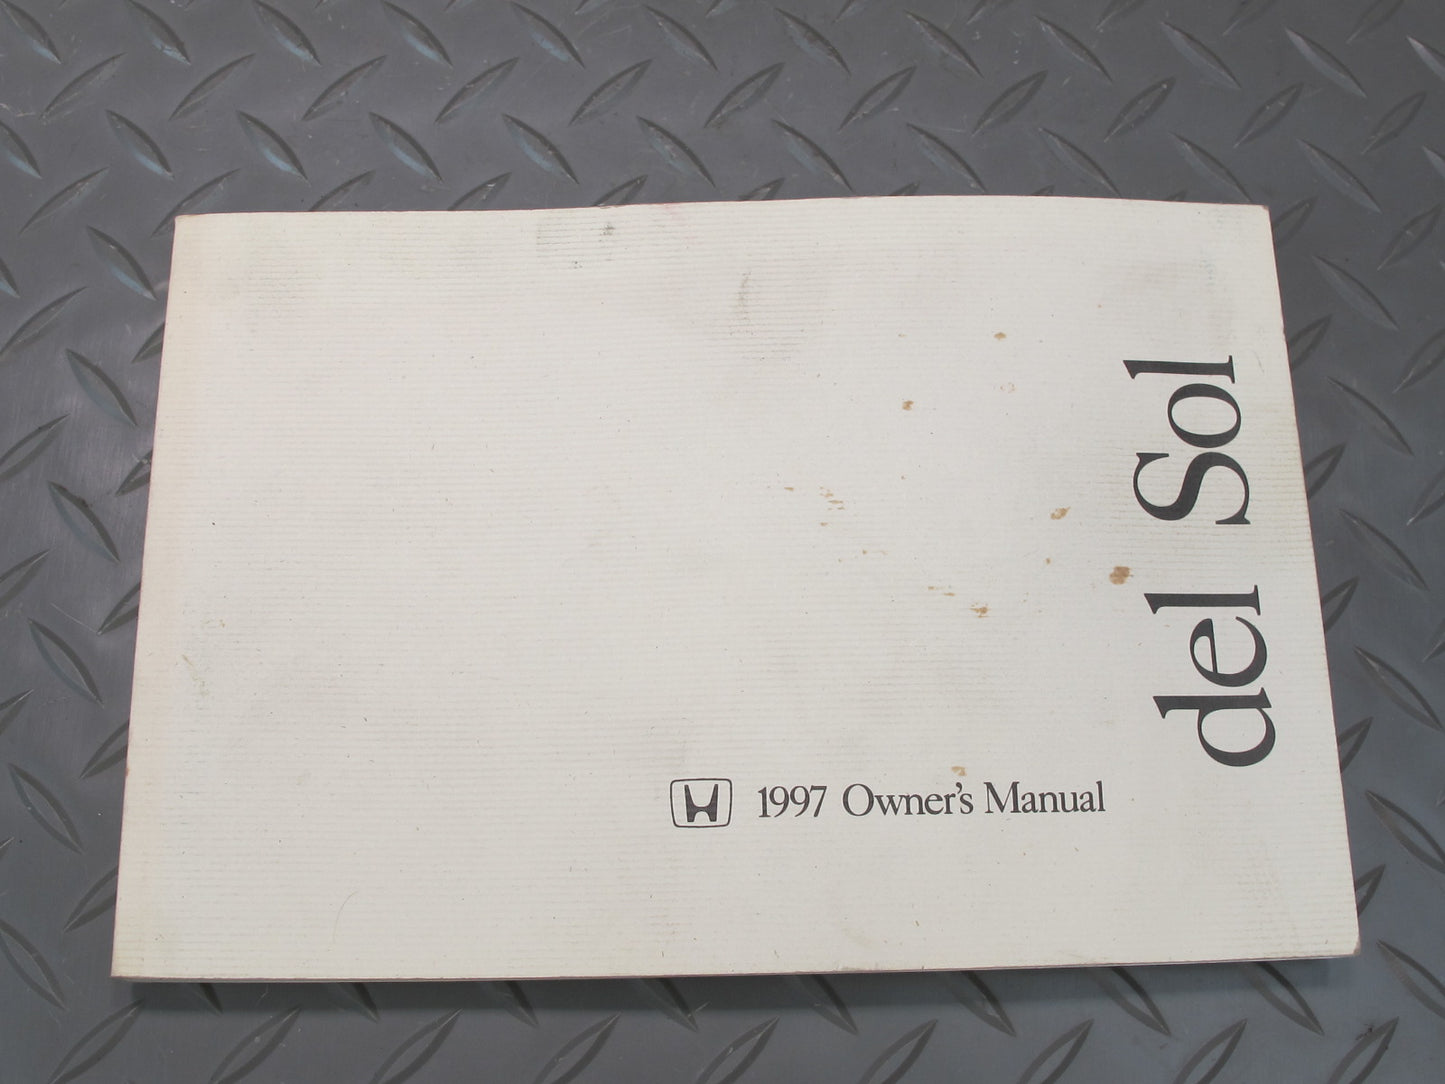 del Sol
1997 Owner's Manual